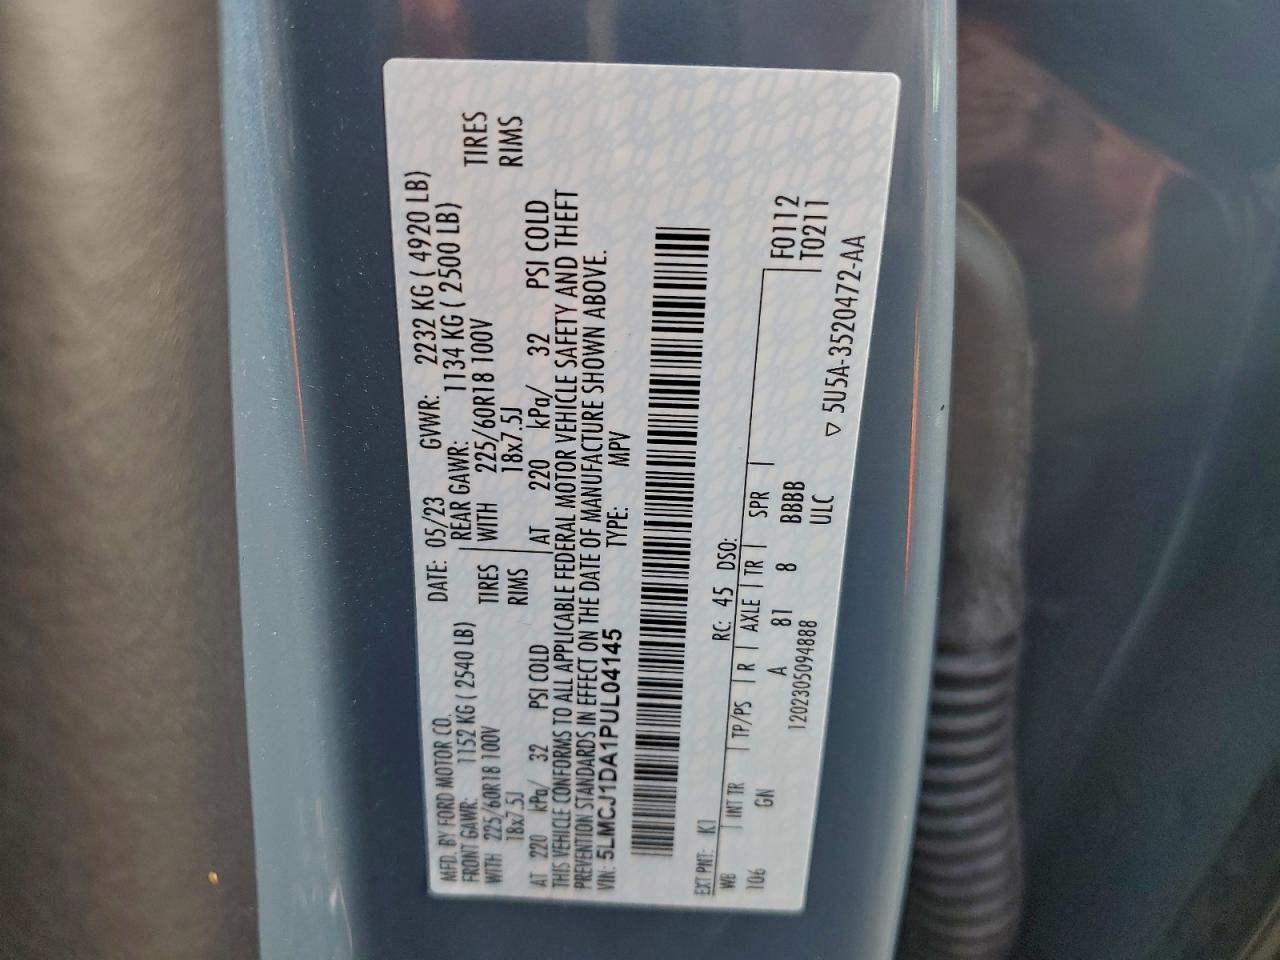 MFD. BY FORD MOTOR CO. DATE: 05/23 GVWR: 2232 KG ( 4920 LB)
FRONT GAWR: 1152 KG ( 2540 LB) REAR GAWR: 1134 KG ( 2500 LB)
WITH 225/60R18 100V TIRES WITH 225/60R18 100V TIRES
18x7.5J RIMS 18x7.5J RIMS
AT 220 kPa/ 32 PSI COLD AT 220 kPa/ 32 PSI COLD
THIS VEHICLE CONFORMS TO ALL APPLICABLE FEDERAL MOTOR VEHICLE SAFETY AND THEFT
PREVENTION STANDARDS IN EFFECT ON THE DATE OF MANUFACTURE SHOWN ABOVE.
VIN: 5LMCJ1DA1PUL04145 TYPE: MPV
EXT PNT: K1 RC: 45 DSO:
WB INT TR TP/PS R AXLE TR SPR F0112
106 GN A 81 8 BBBB T0211
1202305094888 ULC
▽ 5U5A-3520472-AA